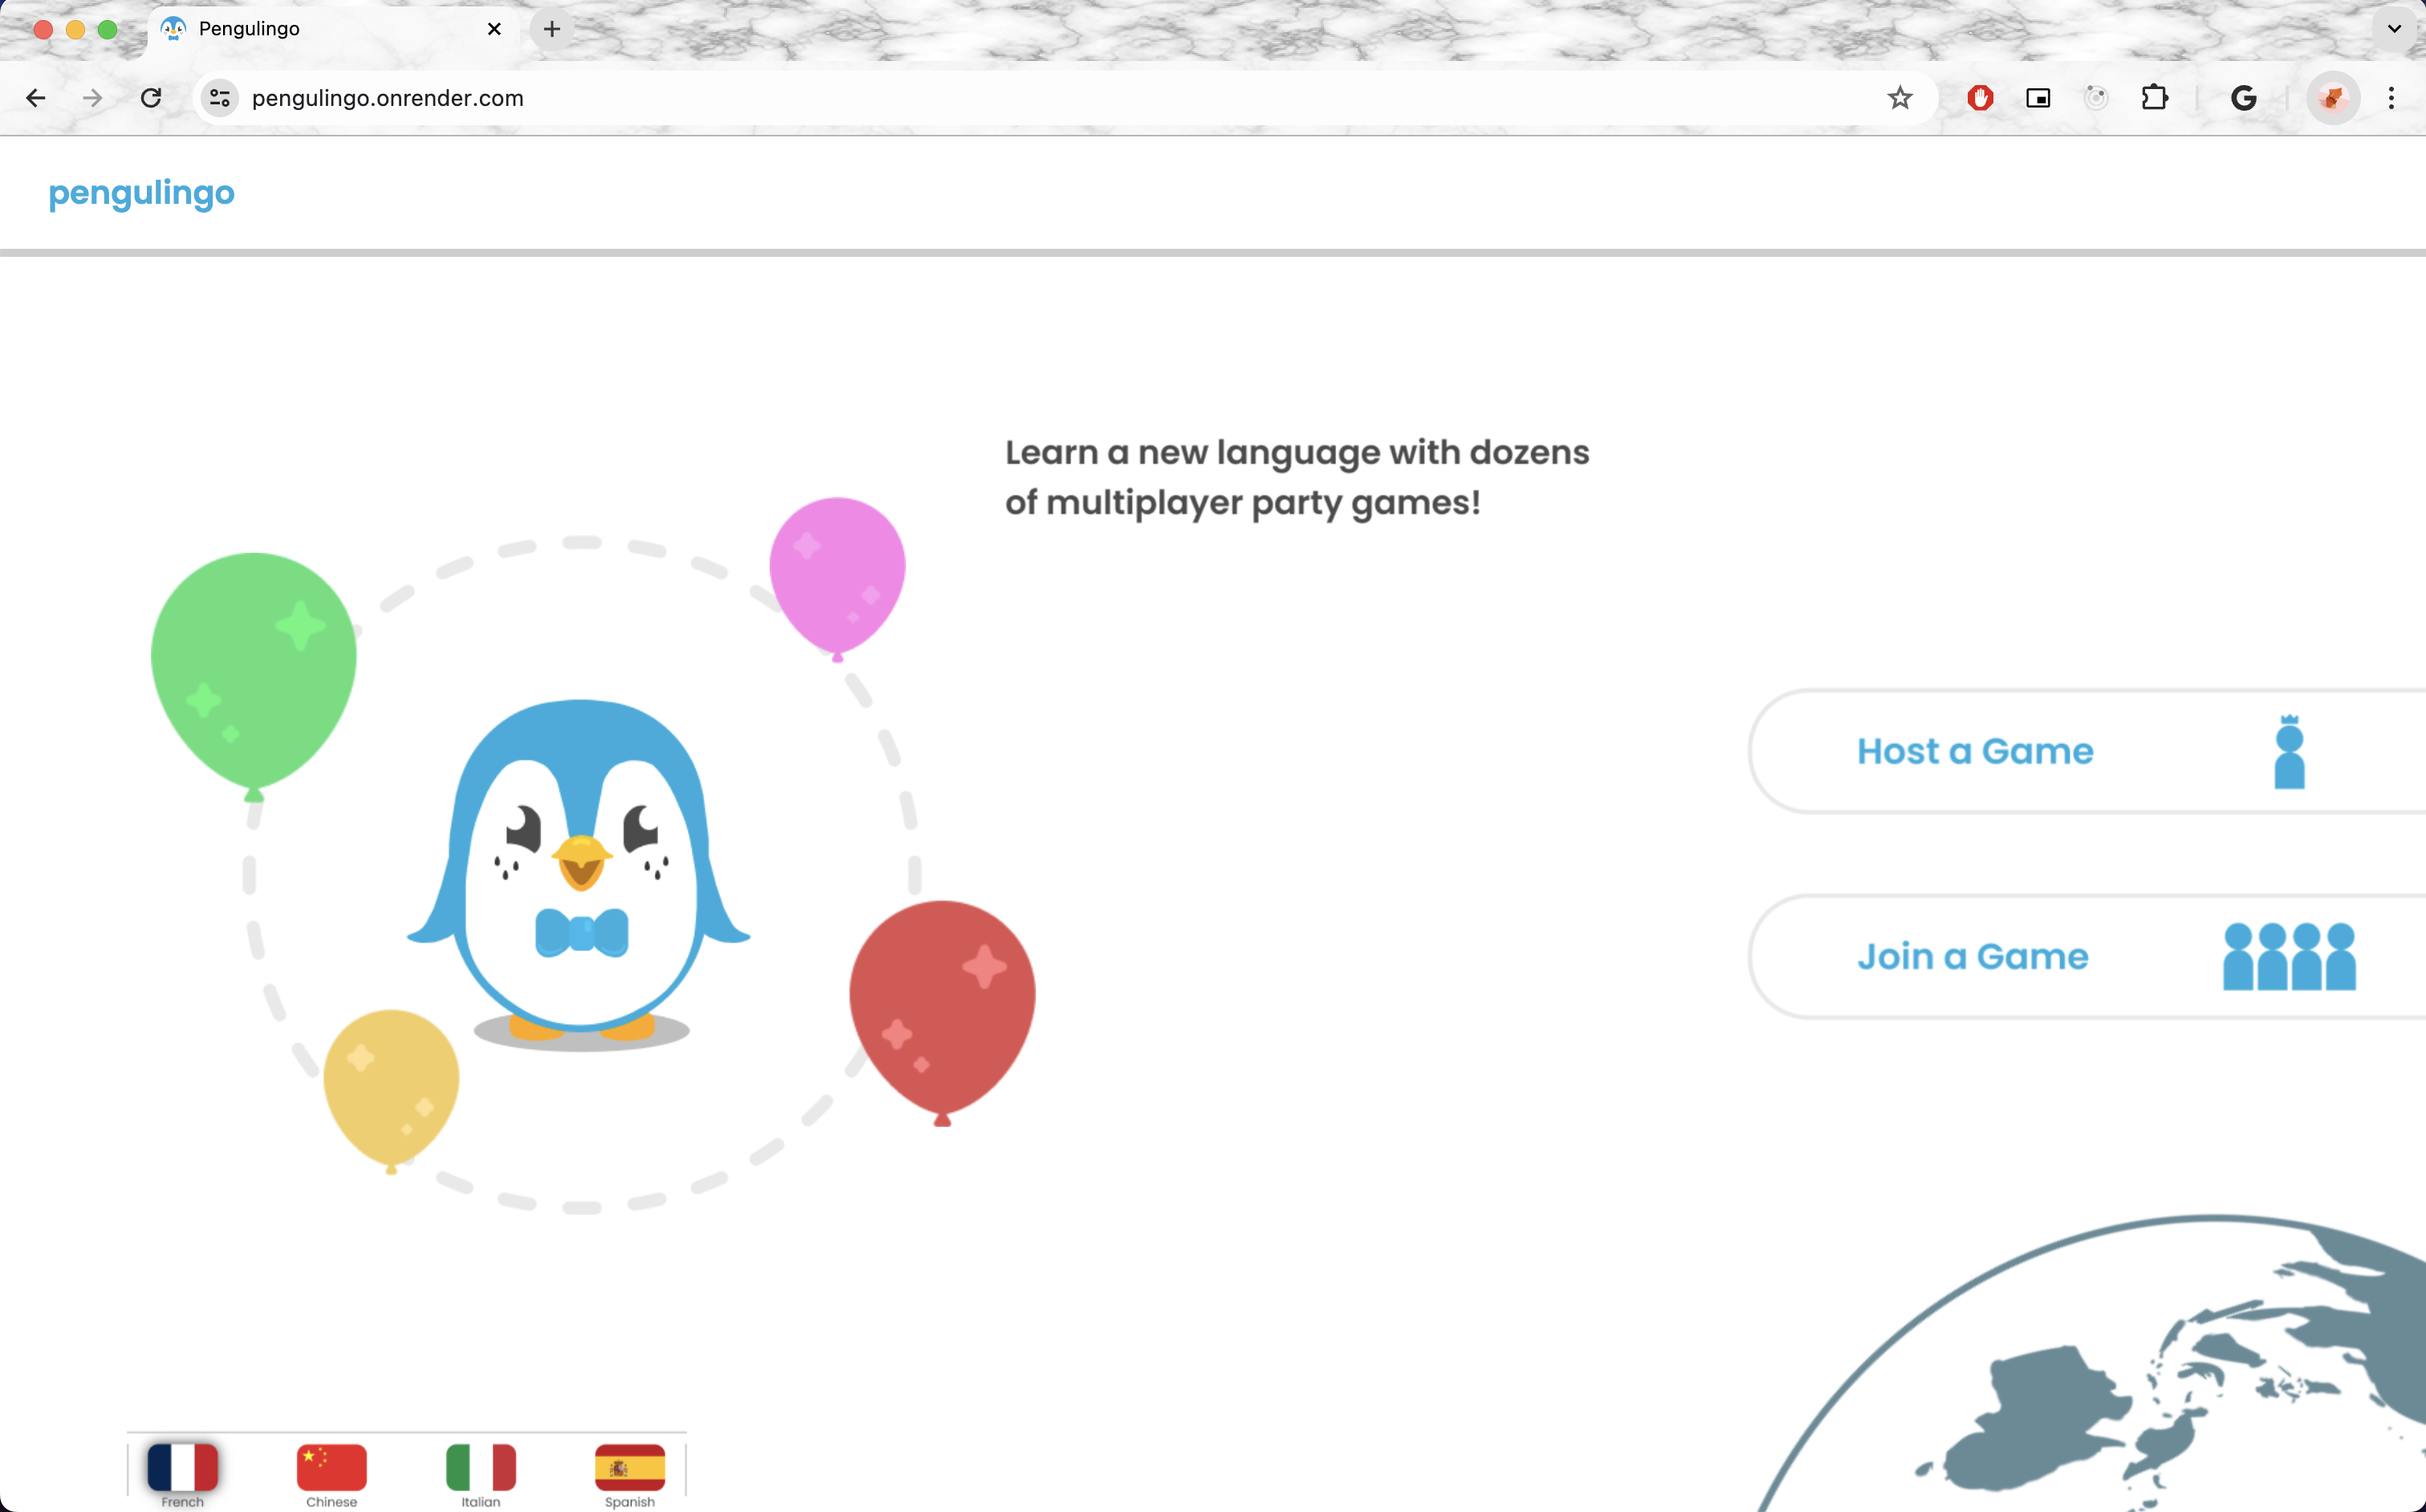 Pengulingo
pengulingo.onrender.com
pengulingo
Learn a new language with dozens
of multiplayer party games!
Host a Game
Join a Game
French
Chinese
Italian
Spanish